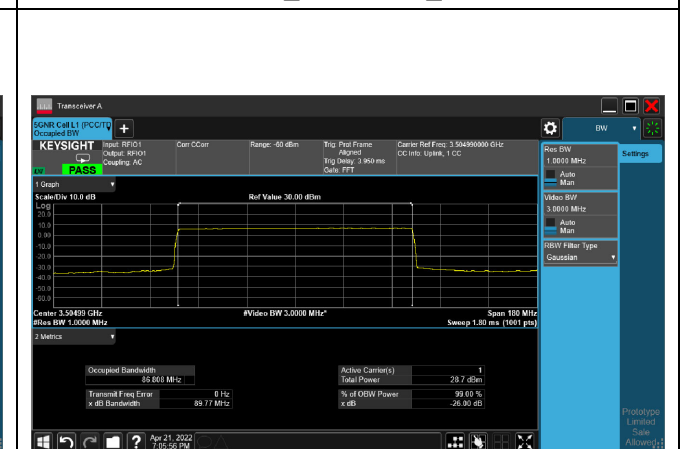 Transceiver A
5GNR Cell L1 (PCC/TD
Occupied BW
BW
KEYSIGHT
Input: RFIO1
Output: RFIO1
Coupling: AC
Corr CCorr
Range: -60 dBm
Trig: Prot Frame
Aligned
Trig Delay: 3.950 ms
Gate: FFT
Carrier Ref Freq: 3.504990000 GHz
CC Info: Uplink, 1 CC
PASS
Res BW
1.0000 MHz
Auto
Man
Settings
Video BW
3.0000 MHz
Auto
Man
RBW Filter Type
Gaussian
1 Graph
Scale/Div 10.0 dB
Ref Value 30.00 dBm
Log
20.0
10.0
0.00
-10.0
-20.0
-30.0
-40.0
-50.0
-60.0
Center 3.50499 GHz
#Video BW 3.0000 MHz*
Span 180 MHz
#Res BW 1.0000 MHz
Sweep 1.80 ms (1001 pts)
2 Metrics
Occupied Bandwidth
86.808 MHz
Transmit Freq Error 0 Hz
x dB Bandwidth 89.77 MHz
Active Carrier(s) 1
Total Power 28.7 dBm
% of OBW Power 99.00 %
x dB -26.00 dB
Apr 21, 2022
7:05:56 PM
Prototype
Limited
Sale
Allowed